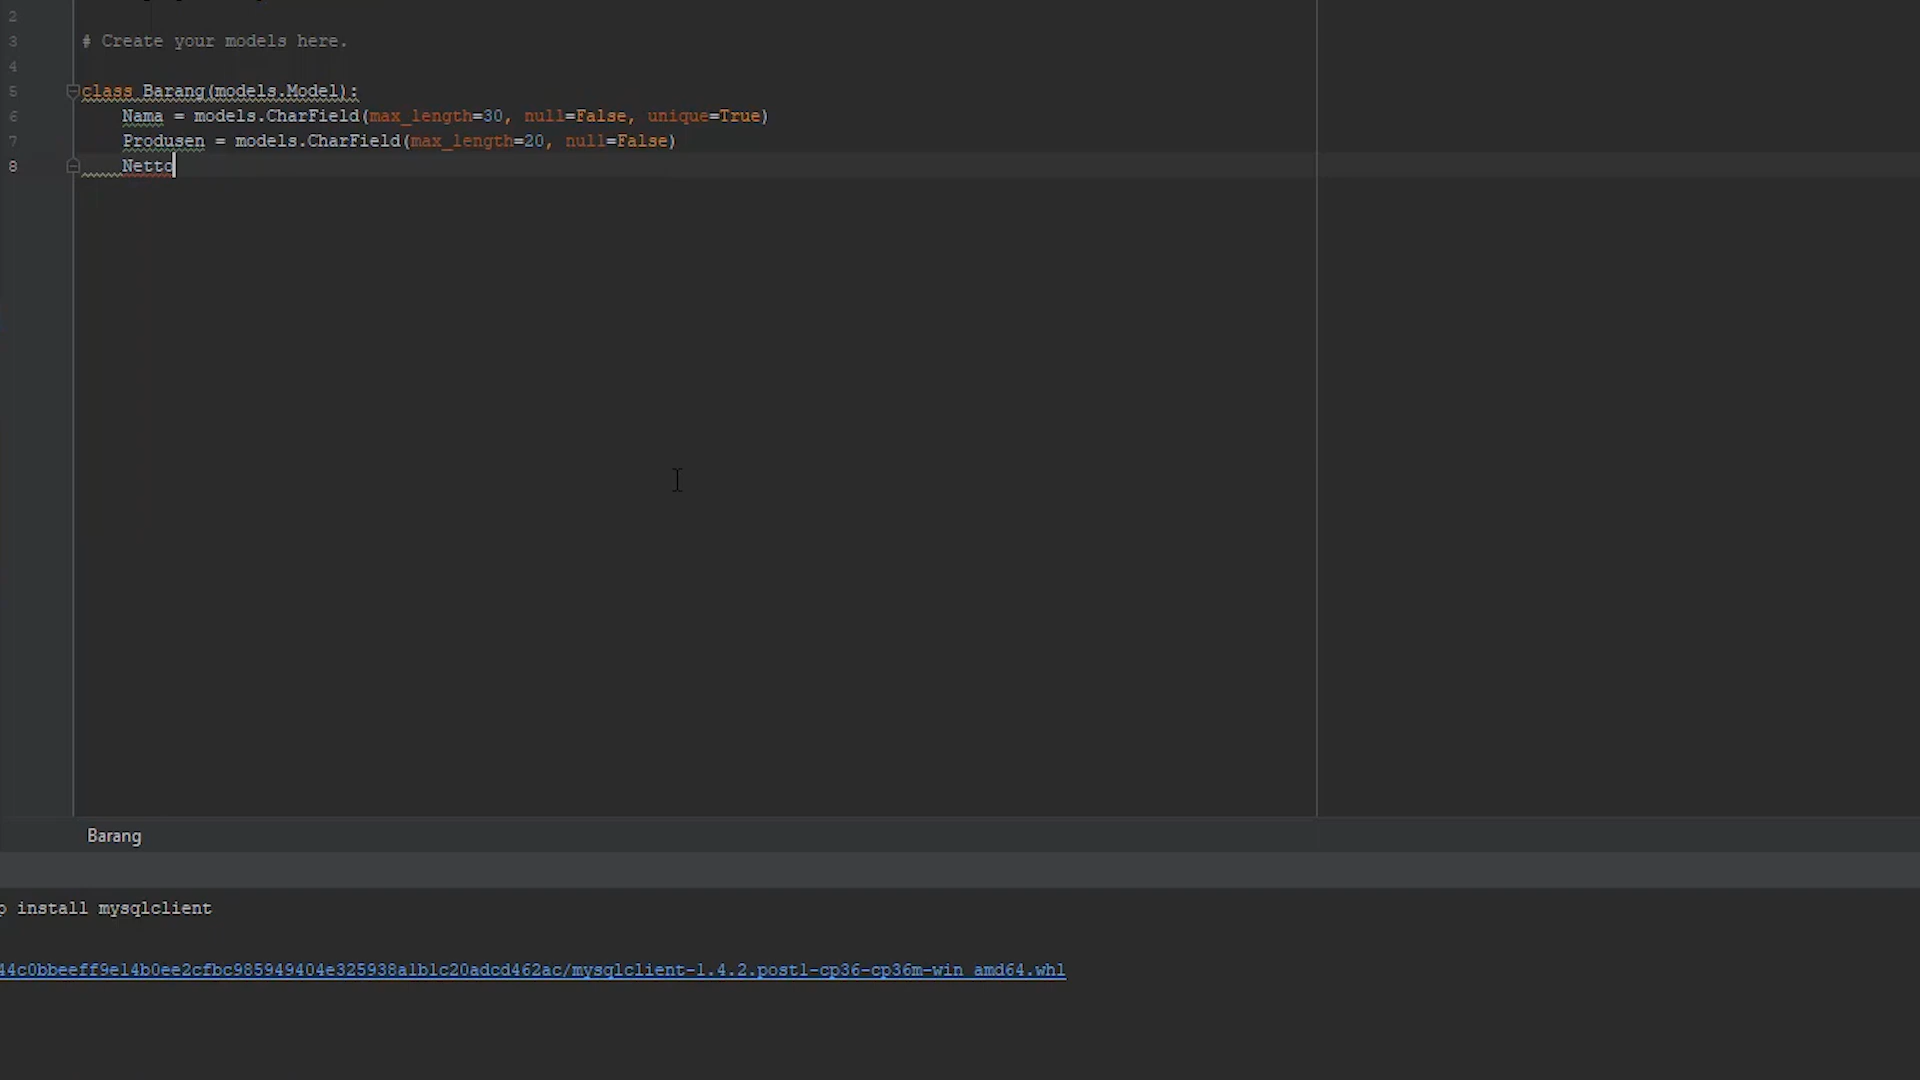 2
3 # Create your models here.
4
5 class Barang(models.Model):
6 Nama = models.CharField(max_length=30, null=False, unique=True)
7 Produsen = models.CharField(max_length=20, null=False)
8 Netto
Barang
p install mysqlclient
44c0bbeeff9e14b0ee2cfbc985949404e325938a1b1c20adcd462ac/mysqlclient-1.4.2.post1-cp36-cp36m-win_amd64.whl